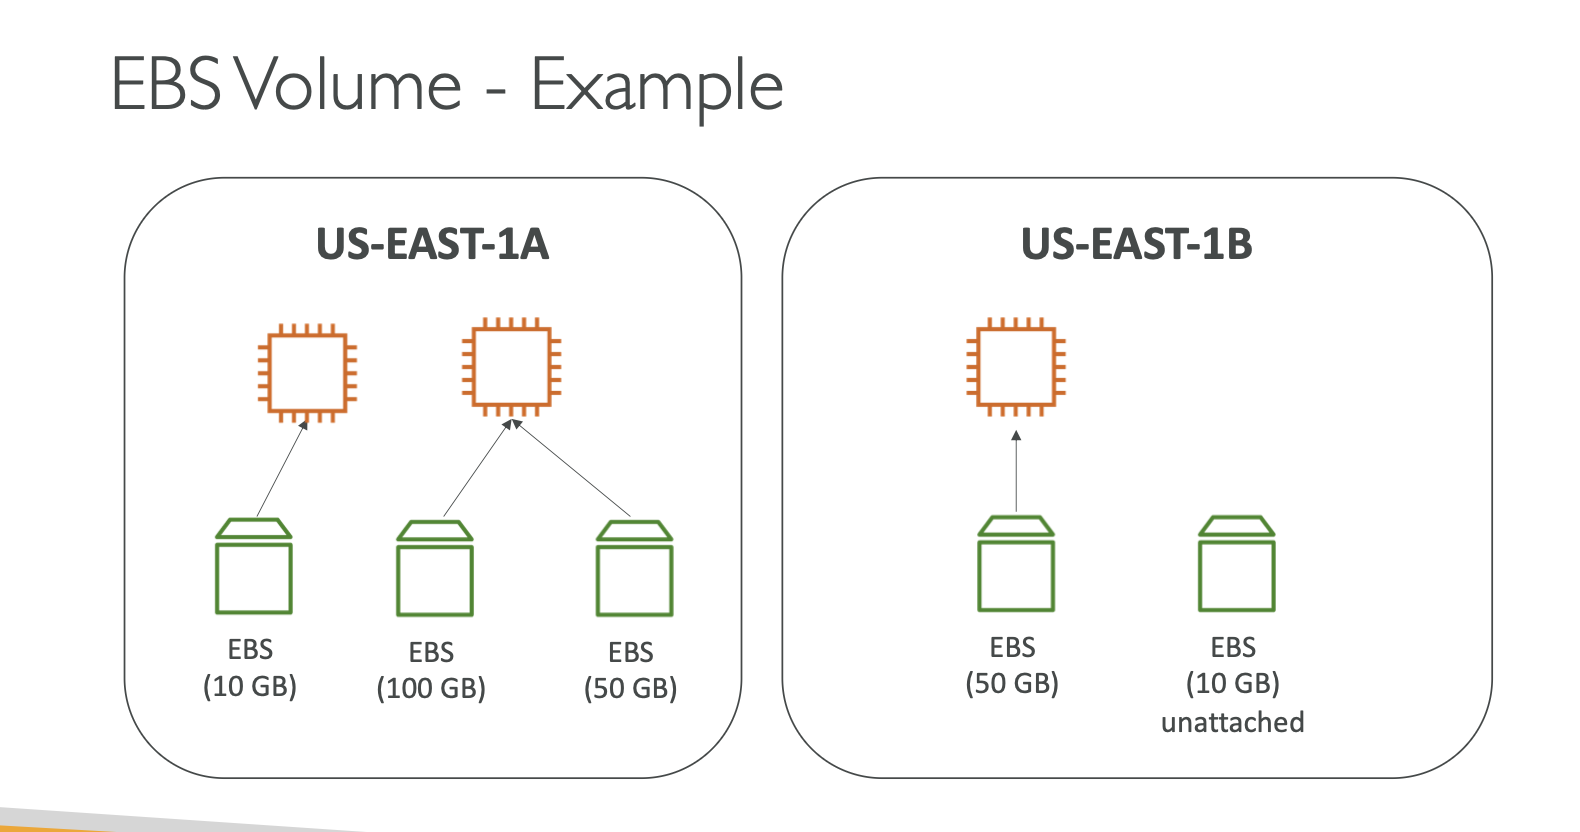 EBS Volume - Example
US-EAST-1A
EBS
(10 GB)
EBS
(100 GB)
EBS
(50 GB)
US-EAST-1B
EBS
(50 GB)
EBS
(10 GB)
unattached